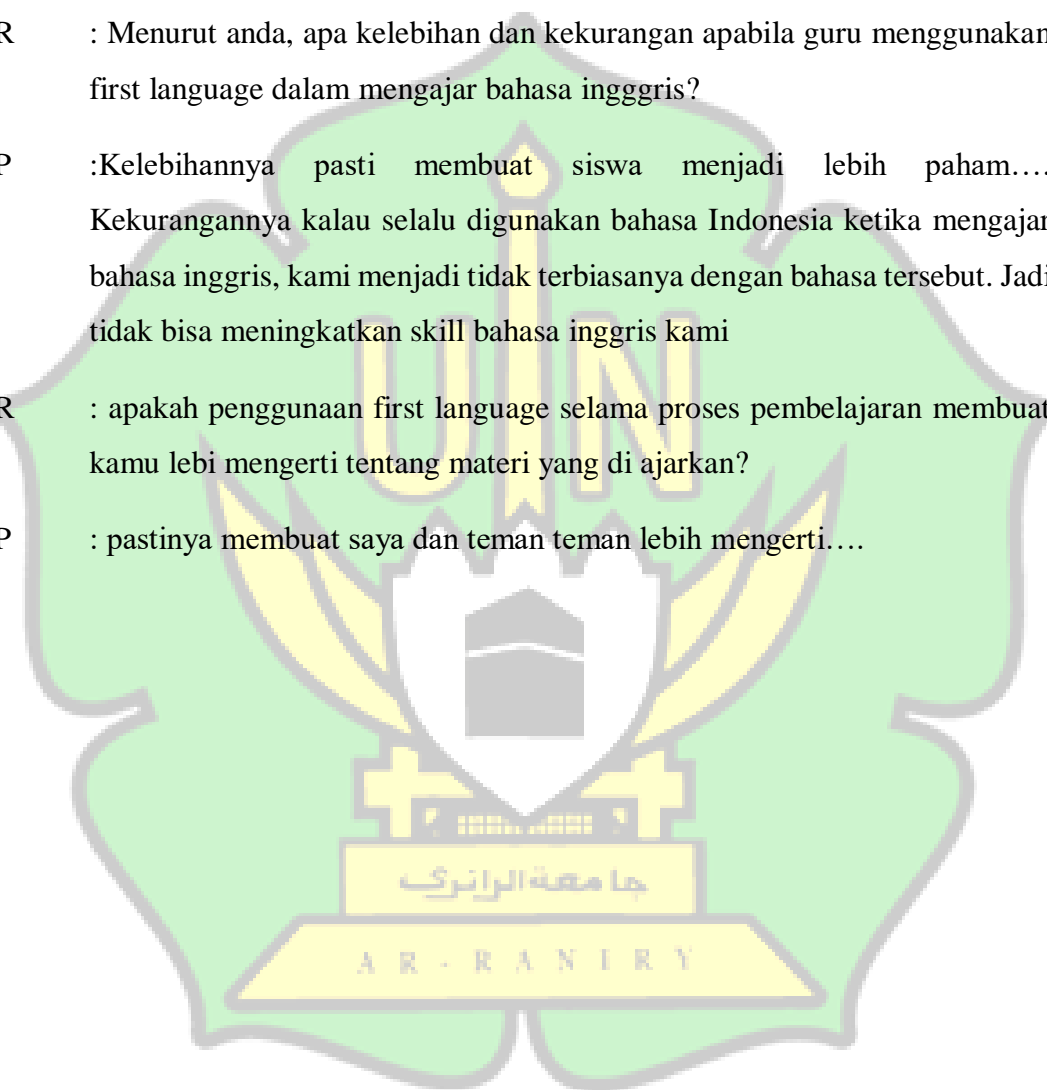 R : Menurut anda, apa kelebihan dan kekurangan apabila guru menggunakan
first language dalam mengajar bahasa ingggris?
P :Kelebihannya pasti membuat siswa menjadi lebih paham….
Kekurangannya kalau selalu digunakan bahasa Indonesia ketika mengajar
bahasa inggris, kami menjadi tidak terbiasanya dengan bahasa tersebut. Jadi
tidak bisa meningkatkan skill bahasa inggris kami
R : apakah penggunaan first language selama proses pembelajaran membuat
kamu lebi mengerti tentang materi yang di ajarkan?
P : pastinya membuat saya dan teman teman lebih mengerti….
UIN
جامعة الرانري
AR-RANIRY